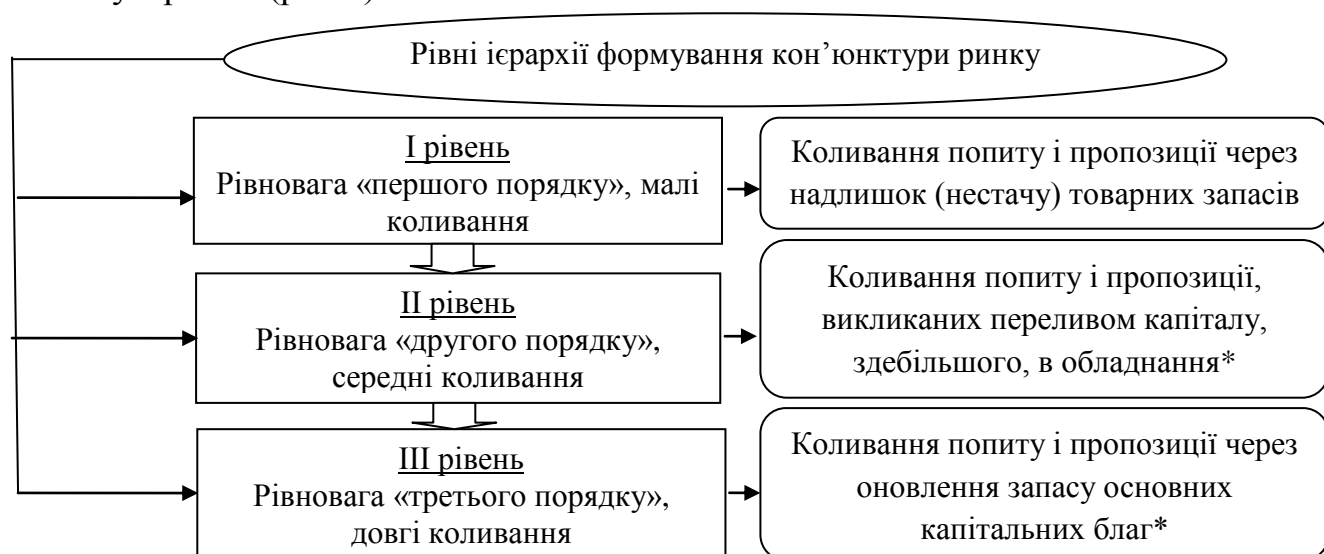 Рівні ієрархії формування кон’юнктури ринку
І рівень
Рівновага «першого порядку», малі
коливання
Коливання попиту і пропозиції через
надлишок (нестачу) товарних запасів
ІІ рівень
Рівновага «другого порядку»,
середні коливання
Коливання попиту і пропозиції,
викликаних переливом капіталу,
здебільшого, в обладнання*
ІІІ рівень
Рівновага «третього порядку»,
довгі коливання
Коливання попиту і пропозиції через
оновлення запасу основних
капітальних благ*